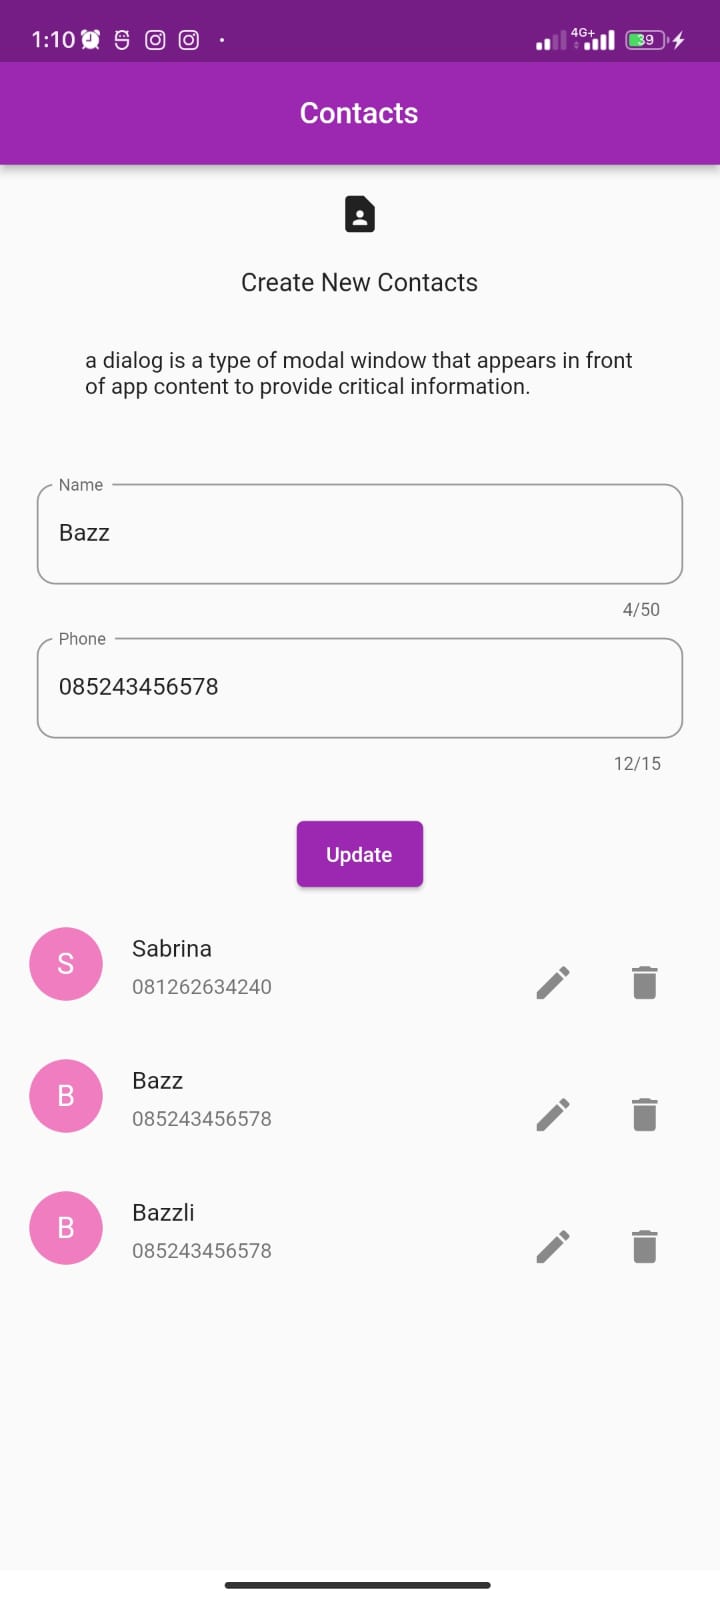 1:10
4G+
39
Contacts
Create New Contacts
a dialog is a type of modal window that appears in front
of app content to provide critical information.
Name
Bazz
4/50
Phone
085243456578
12/15
Update
S
Sabrina
081262634240
B
Bazz
085243456578
B
Bazzli
085243456578